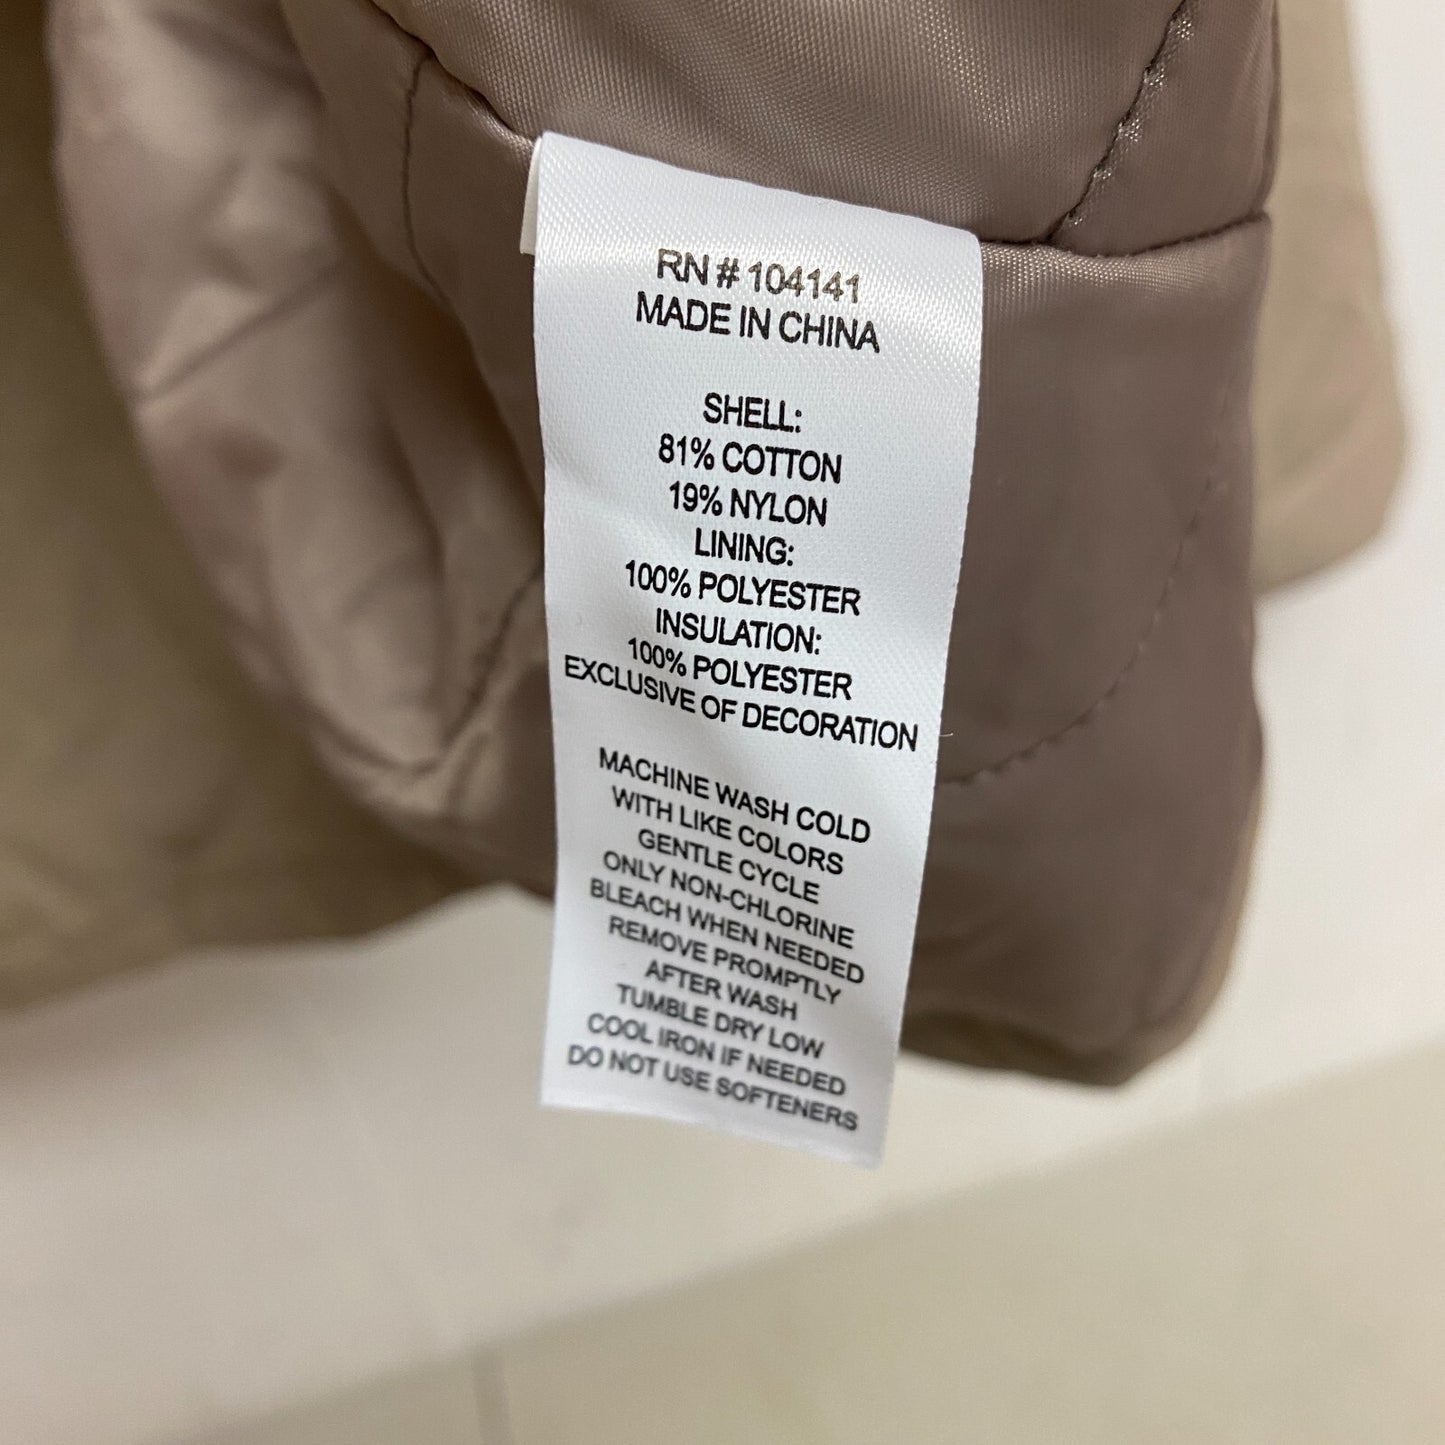 RN # 104141
MADE IN CHINA
SHELL:
81% COTTON
19% NYLON
LINING:
100% POLYESTER
INSULATION:
100% POLYESTER
EXCLUSIVE OF DECORATION
MACHINE WASH COLD
WITH LIKE COLORS
GENTLE CYCLE
ONLY NON-CHLORINE
BLEACH WHEN NEEDED
REMOVE PROMPTLY
AFTER WASH
TUMBLE DRY LOW
COOL IRON IF NEEDED
DO NOT USE SOFTENERS